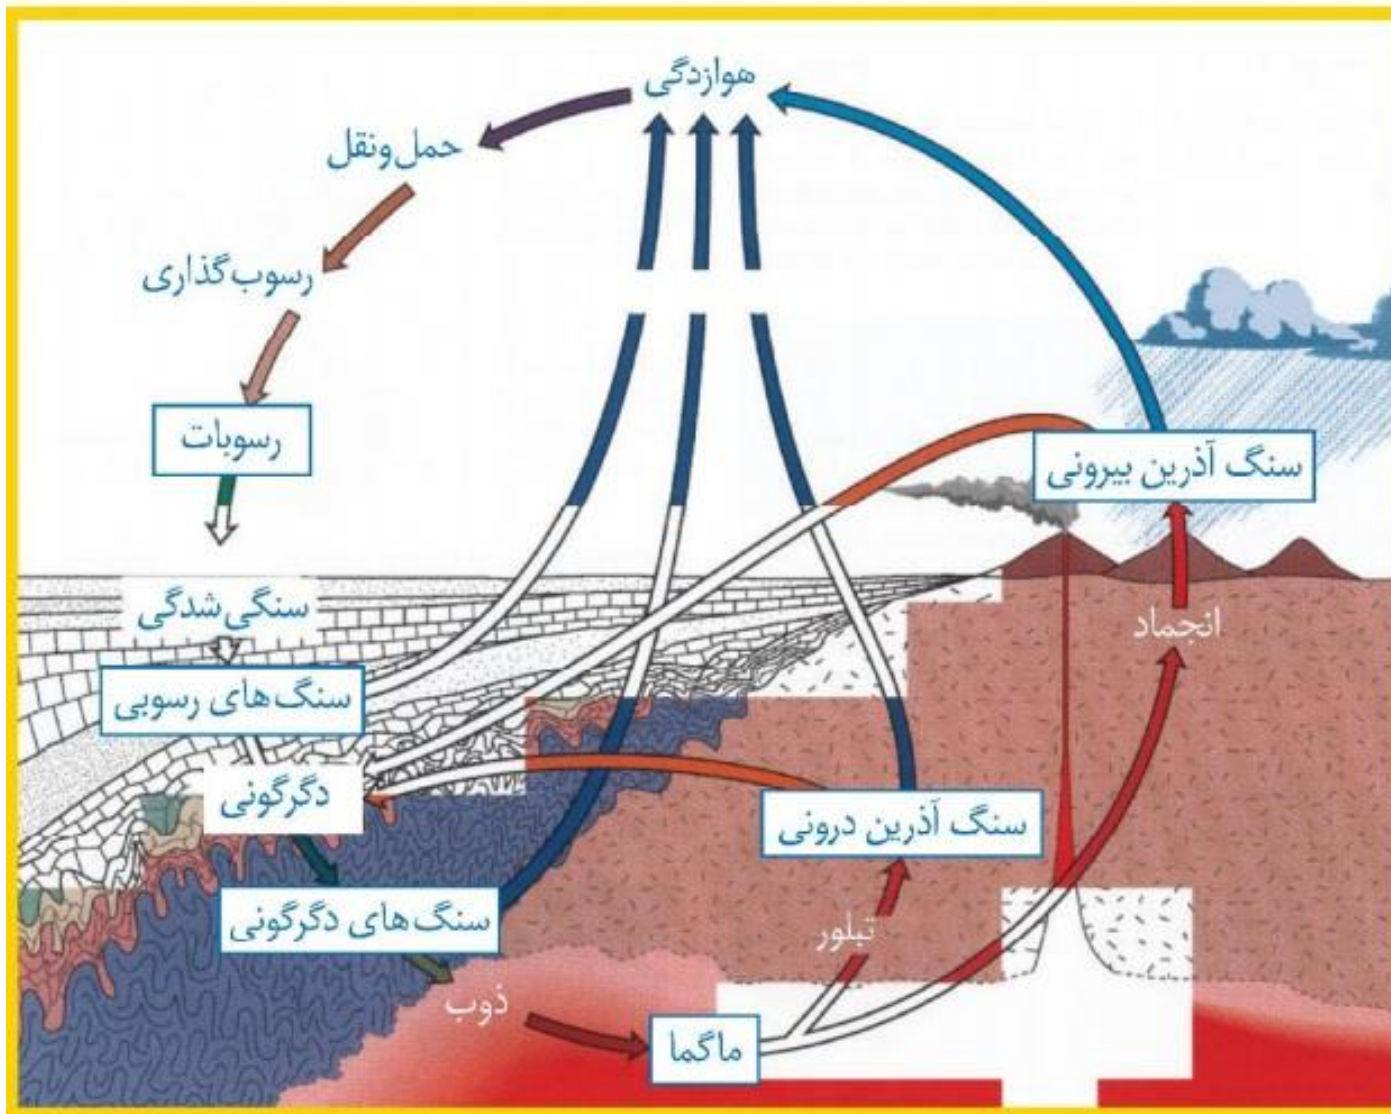 هوازدگی
حمل‌ونقل
رسوب‌گذاری
رسوبات
سنگ آذرین بیرونی
سنگی شدگی
انجماد
سنگ‌های رسوبی
دگرگونی
سنگ آذرین درونی
سنگ‌های دگرگونی
تبلور
ذوب
ماگما